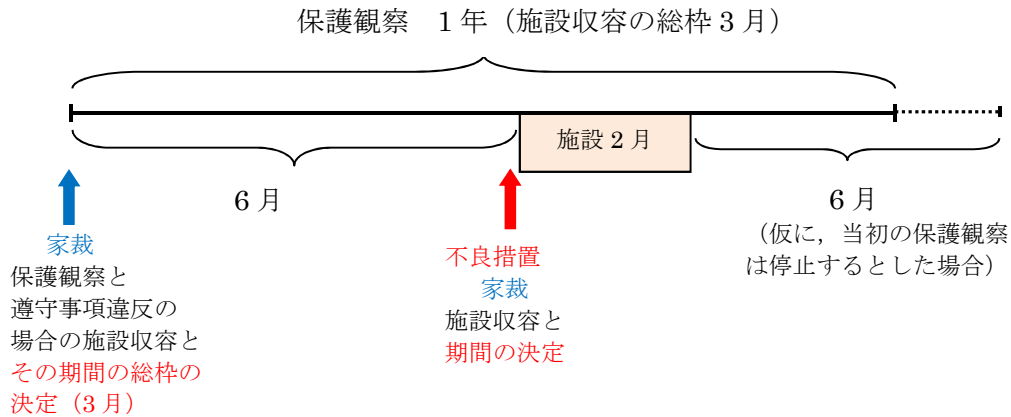 保護観察　1年（施設収容の総枠3月）
施設2月
6月
6月
（仮に，当初の保護観察
は停止するとした場合）
家裁
保護観察と
遵守事項違反の
場合の施設収容と
その期間の総枠の
決定（3月）
不良措置
家裁
施設収容と
期間の決定